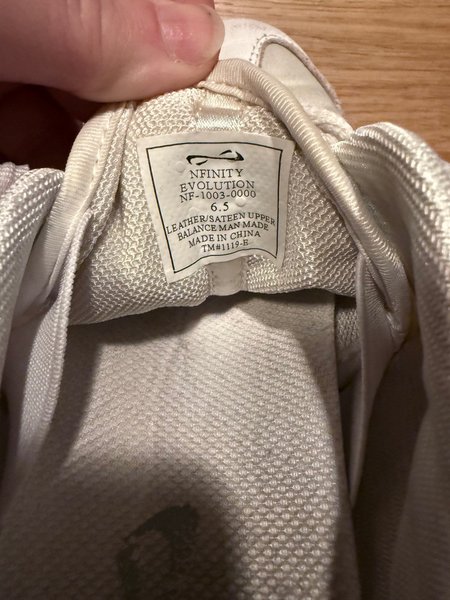 NFINITY
EVOLUTION
NF-1003-0000
6.5
LEATHER/SATEEN UPPER
BALANCE MAN MADE
MADE IN CHINA
TM#1119-E